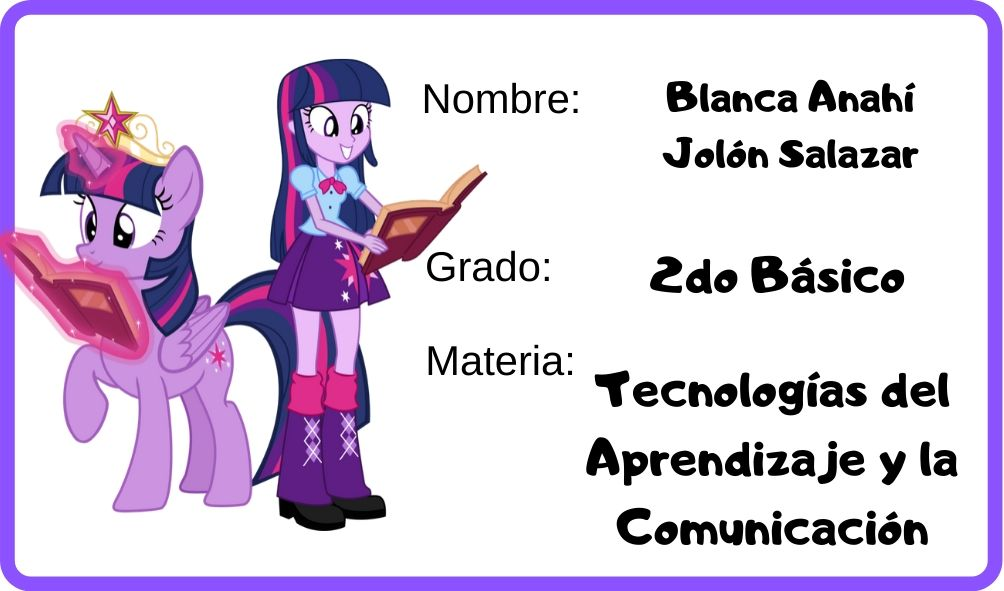 Nombre:
Blanca Anahí
Jolón Salazar
Grado:
2do Básico
Materia:
Tecnologías del
Aprendizaje y la
Comunicación